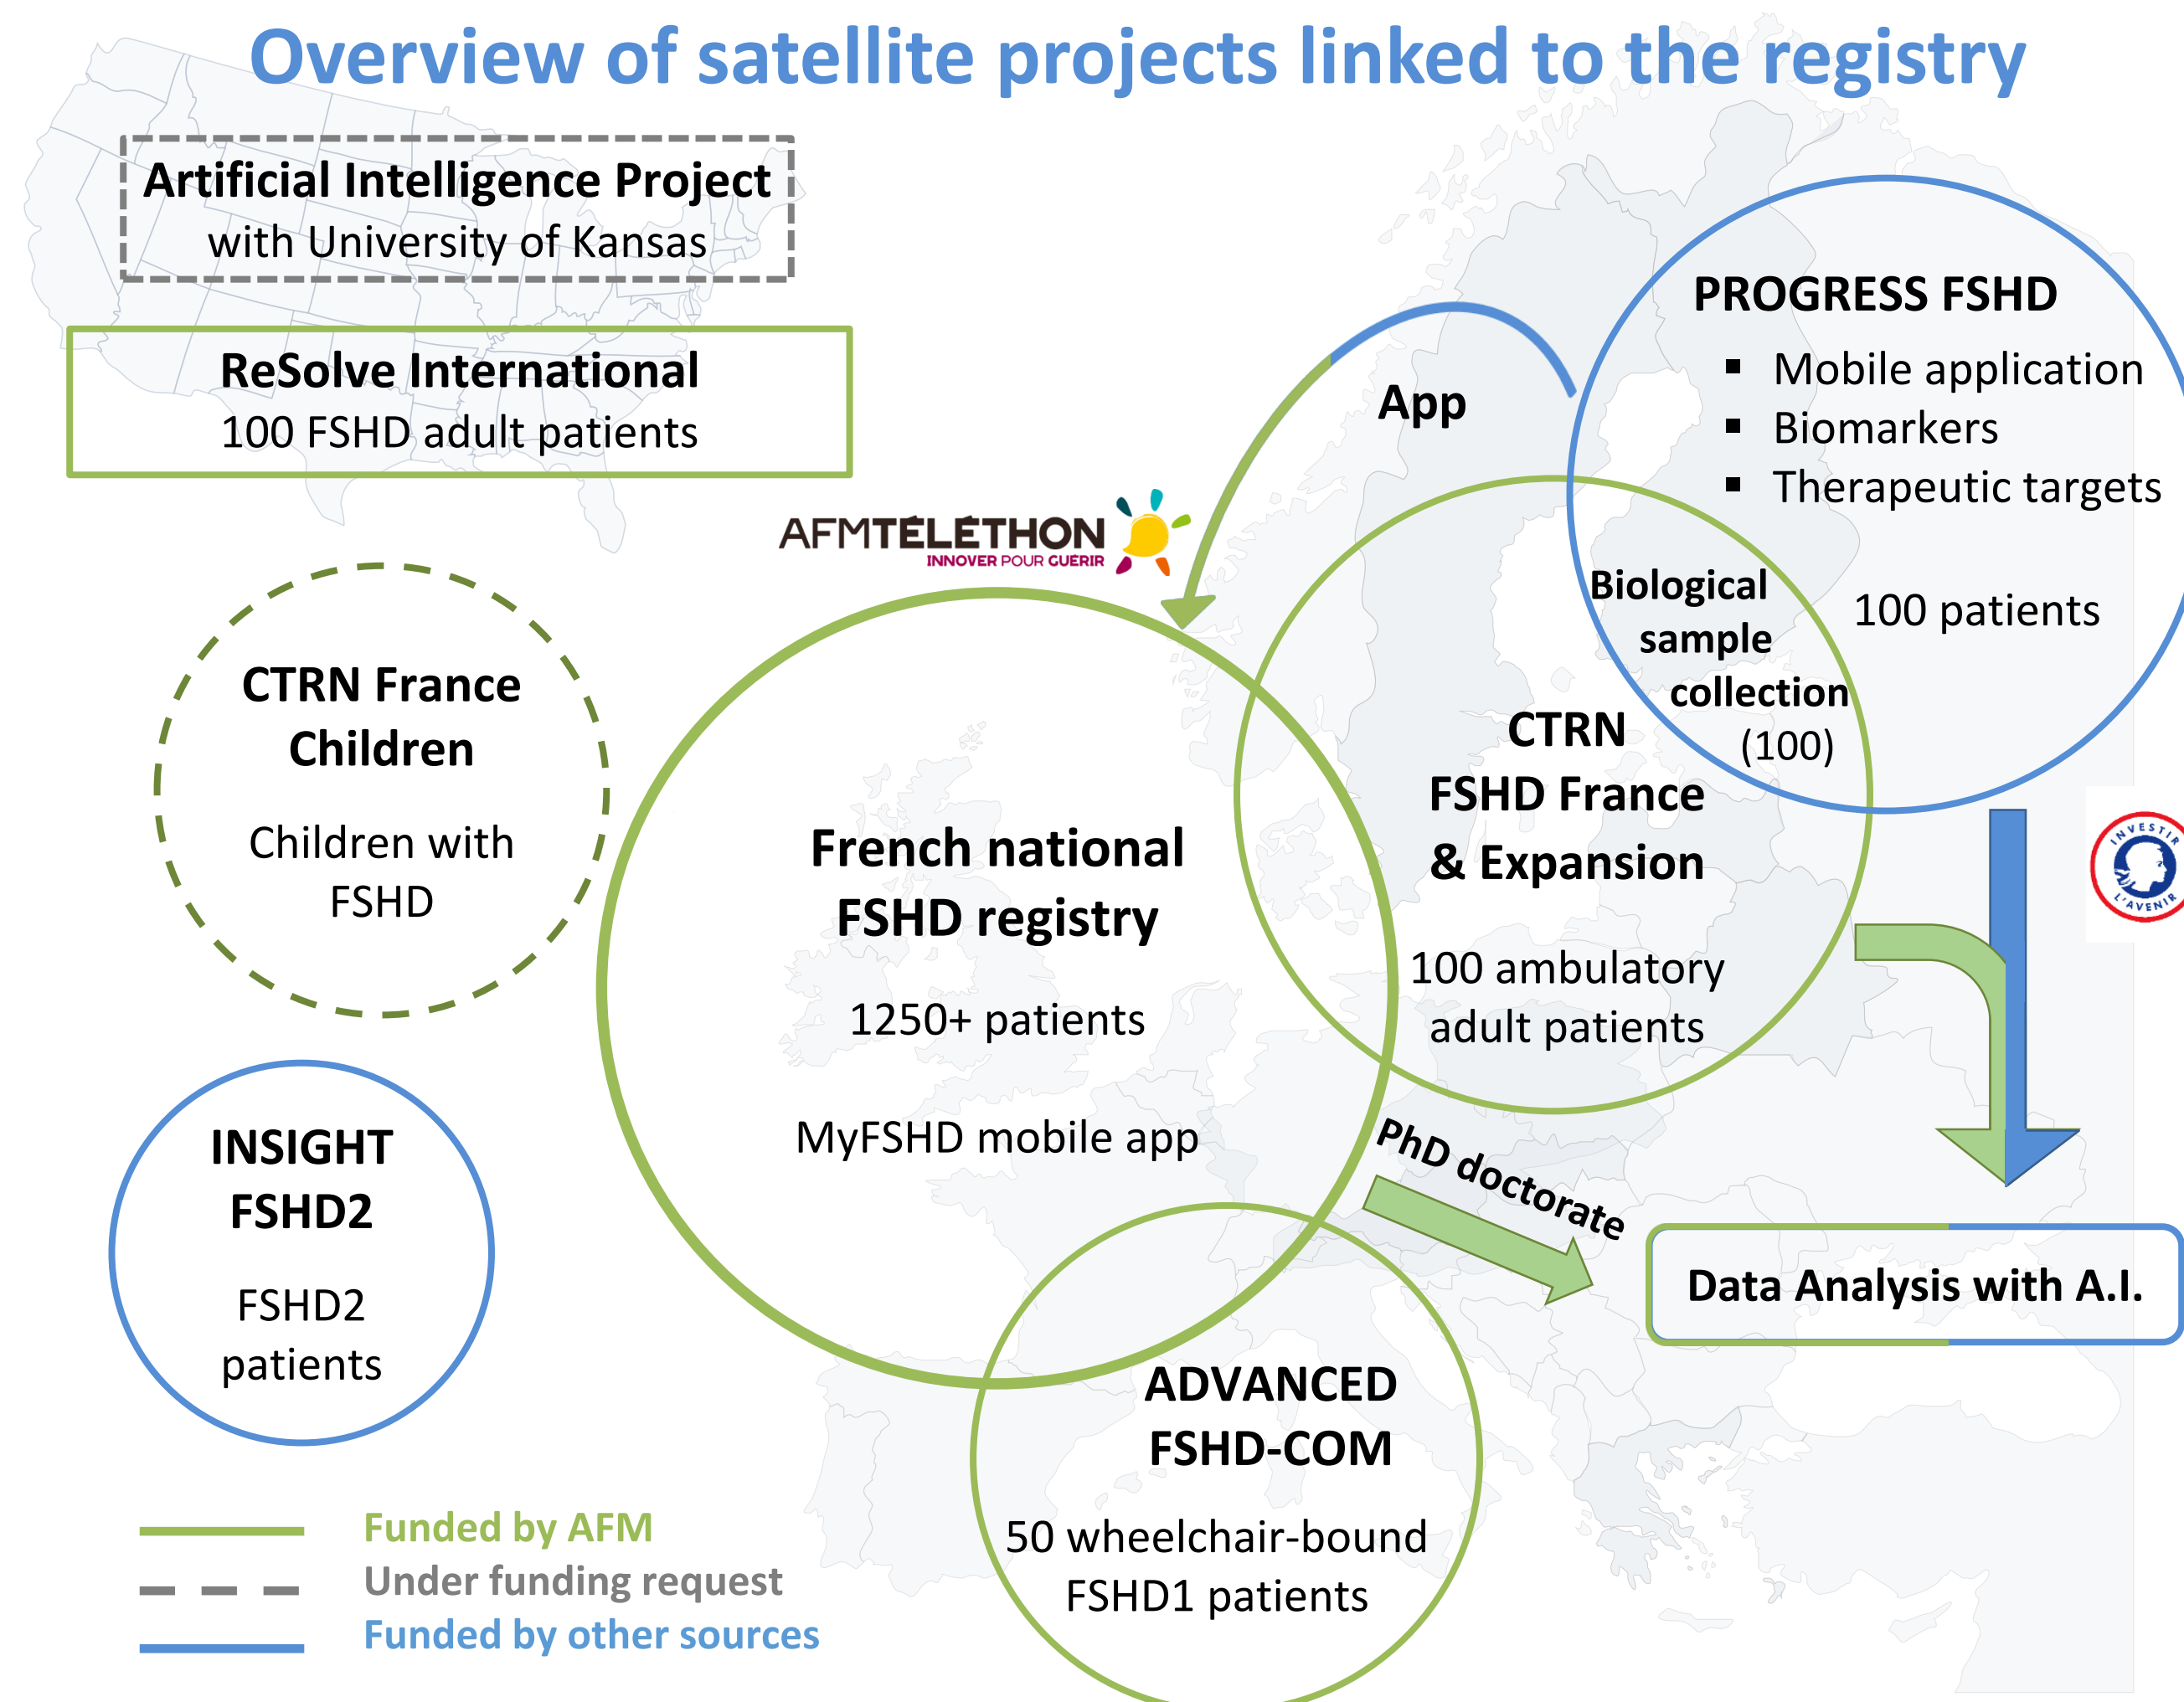 Overview of satellite projects linked to the registry
Artificial Intelligence Project
with University of Kansas
ReSolve International
100 FSHD adult patients
PROGRESS FSHD
▪ Mobile application
▪ Biomarkers
▪ Therapeutic targets
100 patients
App
AFMTÉLÉTHON
INNOVER POUR GUÉRIR
Biological
sample
collection
(100)
CTRN France
Children
Children with
FSHD
CTRN
FSHD France
& Expansion
100 ambulatory
adult patients
French national
FSHD registry
1250+ patients
MyFSHD mobile app
INVESTIR
L'AVENIR
INSIGHT
FSHD2
FSHD2
patients
PhD doctorate
Data Analysis with A.I.
ADVANCED
FSHD-COM
50 wheelchair-bound
FSHD1 patients
Funded by AFM
Under funding request
Funded by other sources